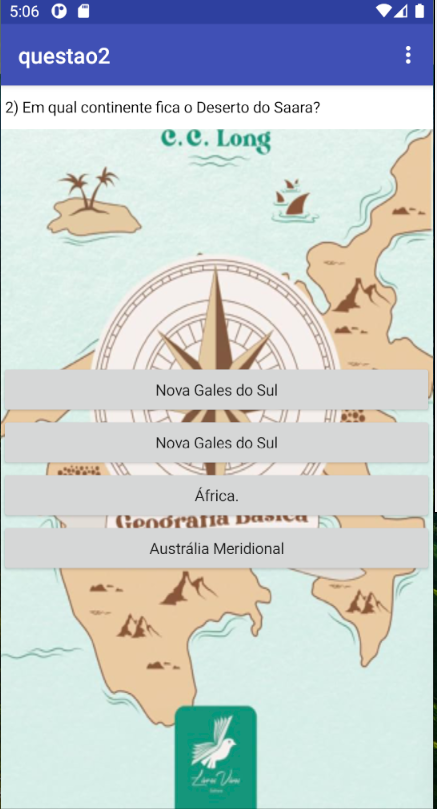 5:06
questao2
2) Em qual continente fica o Deserto do Saara?
C. C. Long
Nova Gales do Sul
Nova Gales do Sul
África.
Geografia Básica
Austrália Meridional
Livros Vivos